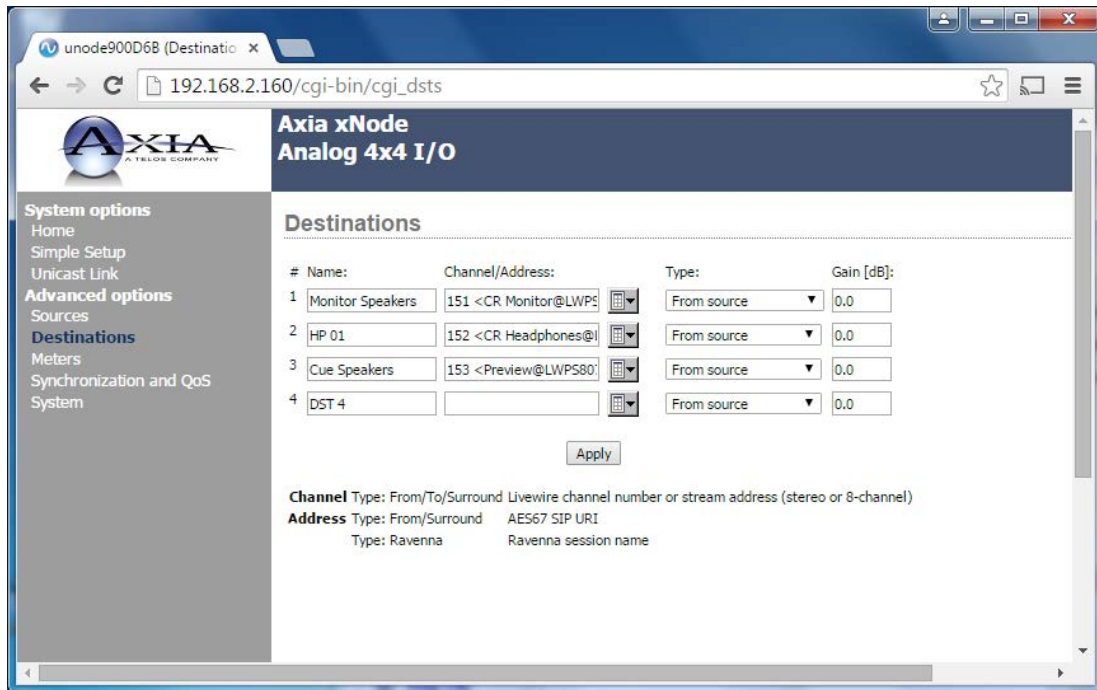 unode900D6B (Destinatio
192.168.2.160/cgi-bin/cgi_dsts
AXIA
A TELOS COMPANY
Axia xNode
Analog 4x4 I/O
System options
Home
Simple Setup
Unicast Link
Advanced options
Sources
Destinations
Meters
Synchronization and QoS
System
Destinations
# Name: Channel/Address: Type: Gain [dB]:
1 Monitor Speakers 151 <CR Monitor@LWPS From source 0.0
2 HP 01 152 <CR Headphones@ From source 0.0
3 Cue Speakers 153 <Preview@LWPS80 From source 0.0
4 DST 4 From source 0.0
Apply
Channel Type: From/To/Surround Livewire channel number or stream address (stereo or 8-channel)
Address Type: From/Surround AES67 SIP URI
Type: Ravenna Ravenna session name